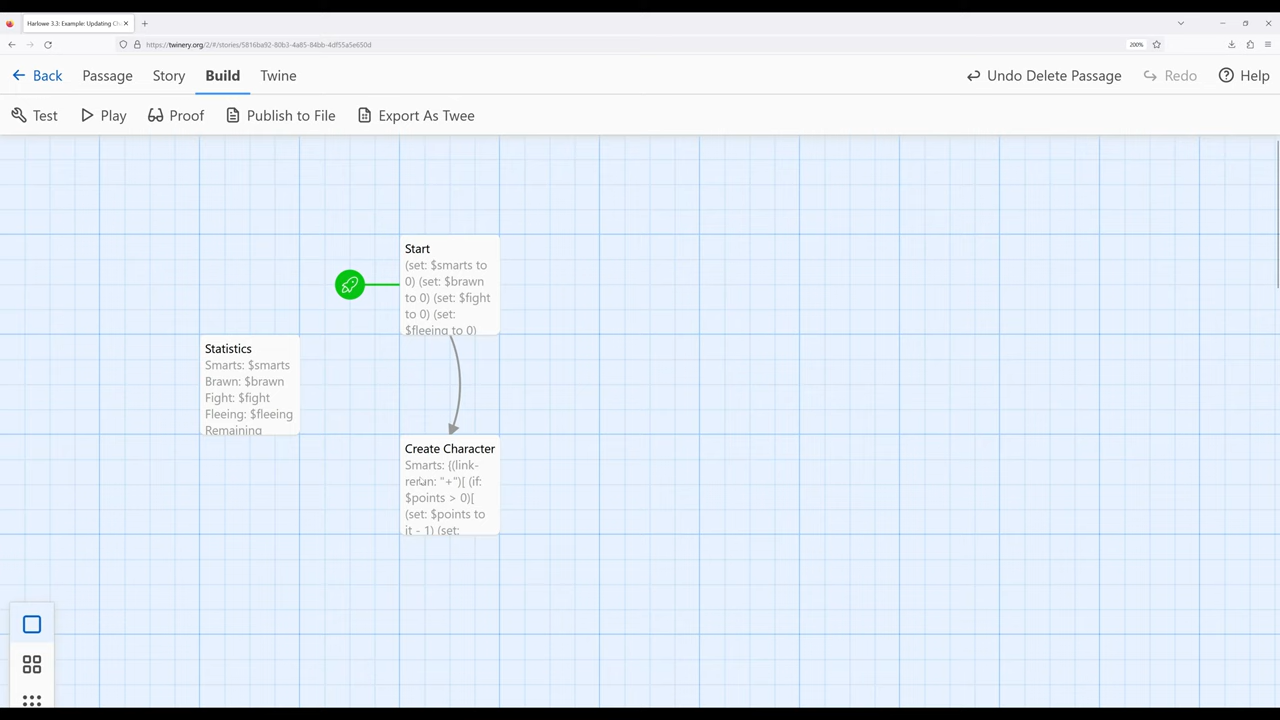 Harlowe 3.3: Example: Updating Ch
https://twinery.org/2/#/stories/5816ba92-80b3-4a85-84bb-4df55a5e650d
200%
Back Passage Story Build Twine Undo Delete Passage Redo Help
Test Play Proof Publish to File Export As Twee
Start
(set: $smarts to
0) (set: $brawn
to 0) (set: $fight
to 0) (set:
$fleeing to 0)
Statistics
Smarts: $smarts
Brawn: $brawn
Fight: $fight
Fleeing: $fleeing
Remaining
Create Character
Smarts: {(link-
rerun: "+")[ (if:
$points > 0)[
(set: $points to
it - 1) (set: